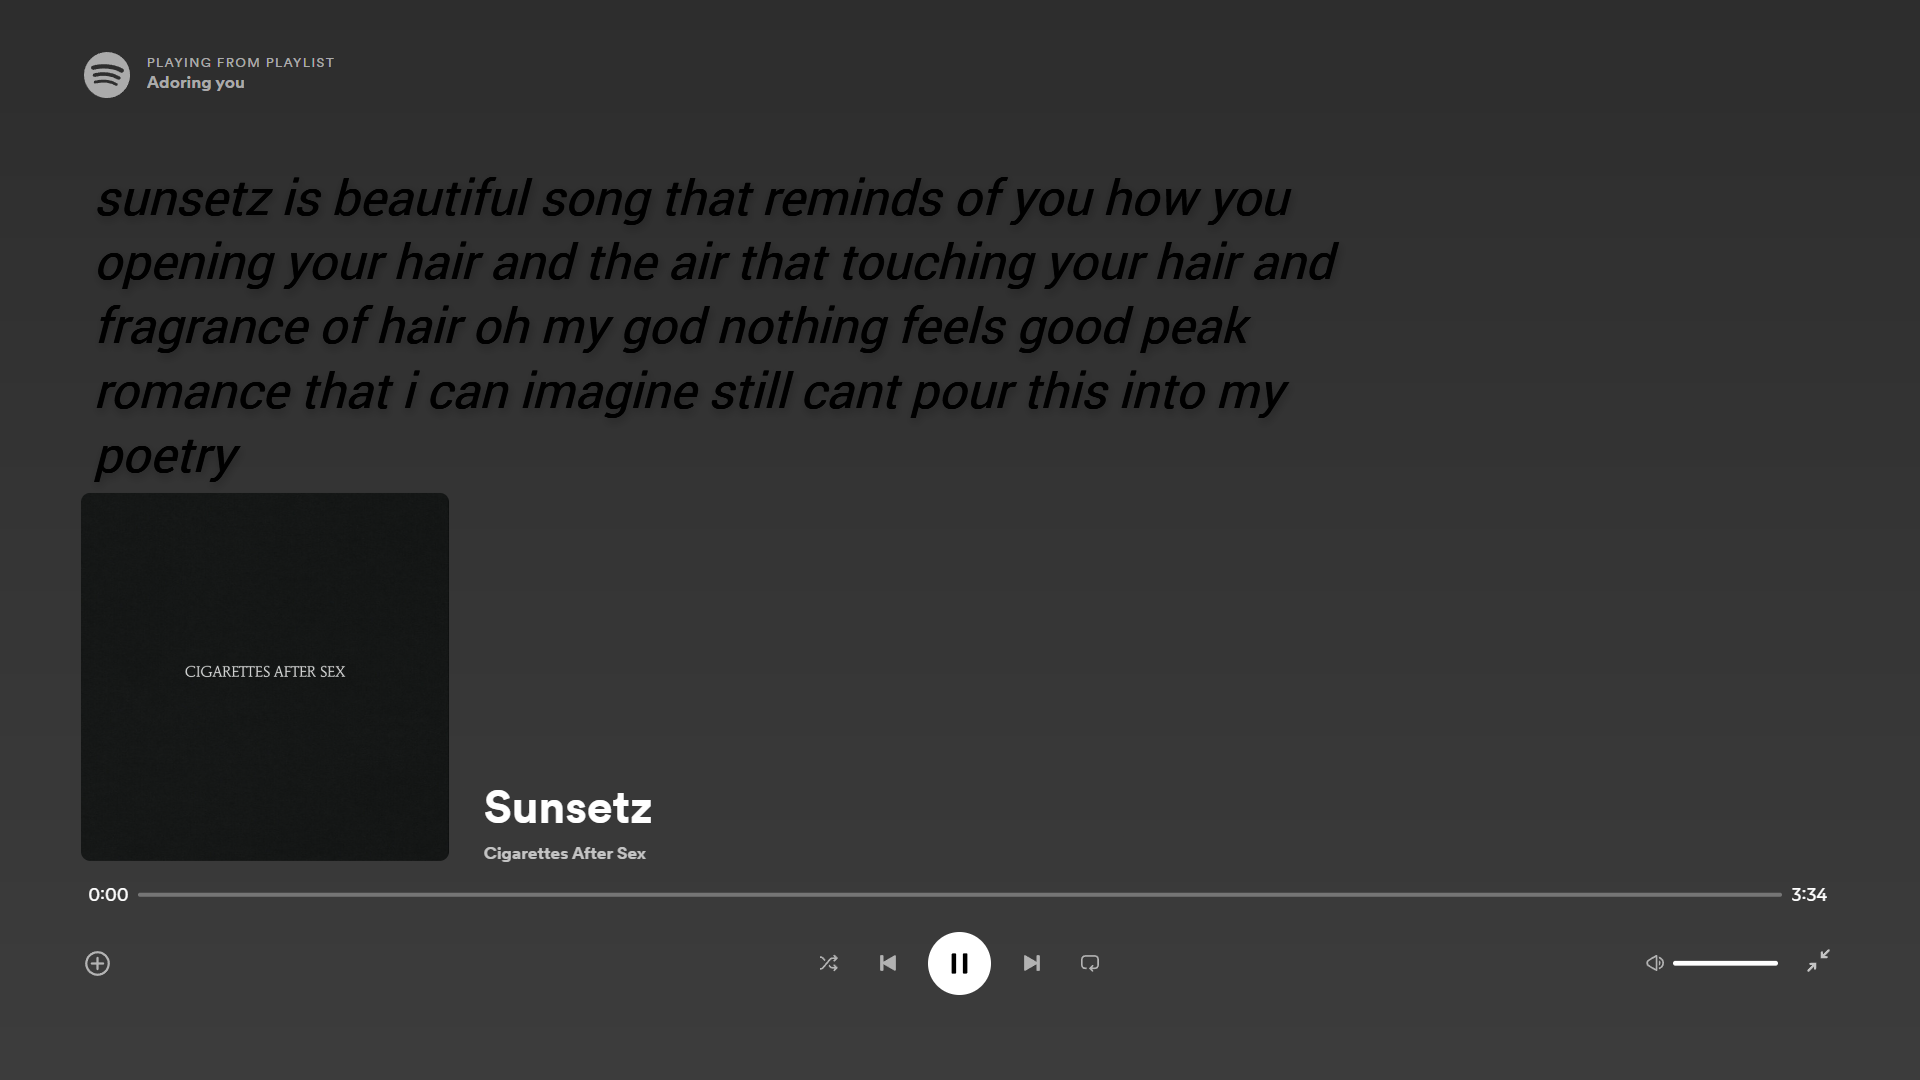 PLAYING FROM PLAYLIST
Adoring you
sunsetz is beautiful song that reminds of you how you
opening your hair and the air that touching your hair and
fragrance of hair oh my god nothing feels good peak
romance that i can imagine still cant pour this into my
poetry
CIGARETTES AFTER SEX
Sunsetz
Cigarettes After Sex
0:00
3:34